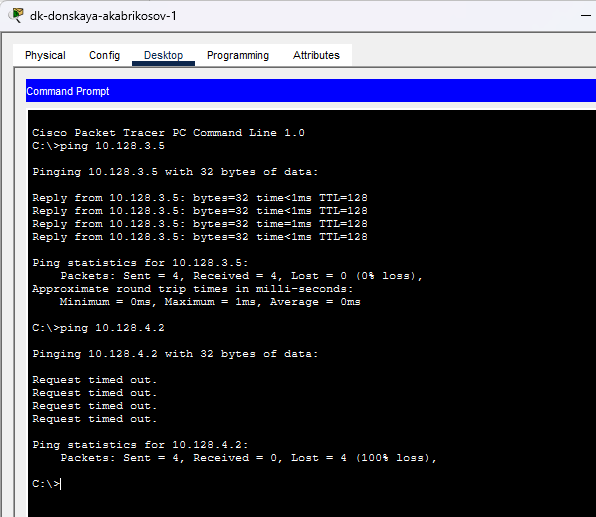 dk-donskaya-akabrikosov-1
Physical Config Desktop Programming Attributes
Command Prompt
Cisco Packet Tracer PC Command Line 1.0
C:\>ping 10.128.3.5
Pinging 10.128.3.5 with 32 bytes of data:
Reply from 10.128.3.5: bytes=32 time<1ms TTL=128
Reply from 10.128.3.5: bytes=32 time<1ms TTL=128
Reply from 10.128.3.5: bytes=32 time=1ms TTL=128
Reply from 10.128.3.5: bytes=32 time<1ms TTL=128
Ping statistics for 10.128.3.5:
Packets: Sent = 4, Received = 4, Lost = 0 (0% loss),
Approximate round trip times in milli-seconds:
Minimum = 0ms, Maximum = 1ms, Average = 0ms
C:\>ping 10.128.4.2
Pinging 10.128.4.2 with 32 bytes of data:
Request timed out.
Request timed out.
Request timed out.
Request timed out.
Ping statistics for 10.128.4.2:
Packets: Sent = 4, Received = 0, Lost = 4 (100% loss),
C:\>